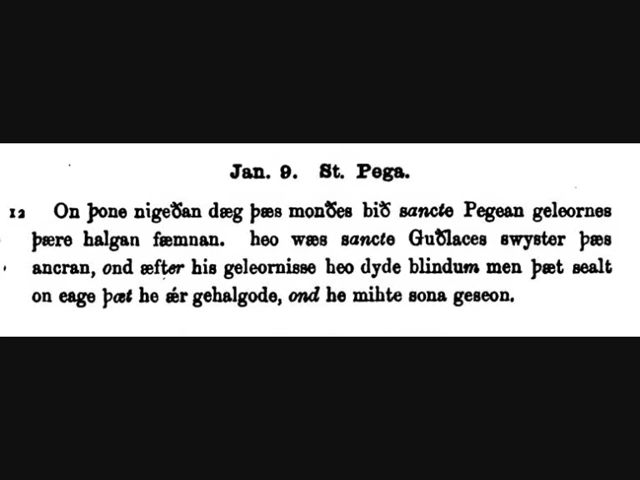 Jan. 9. St. Pega.
12 On þone nigeðan dæg þæs monðes bið sancte Pegean geleornes
þære halgan fæmnan. heo wæs sancte Guðlaces swyster þæs
ancran, ond æfter his geleornisse heo dyde blindum men þæt sealt
on eage þæt he ǽr gehalgode, ond he mihte sona geseon.